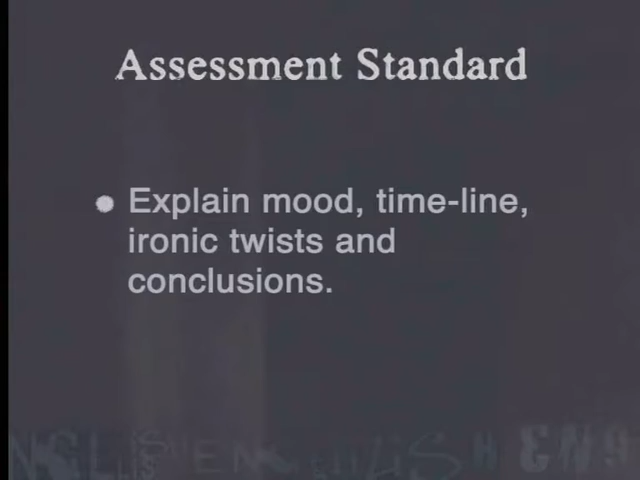 Assessment Standard
Explain mood, time-line,
ironic twists and
conclusions.